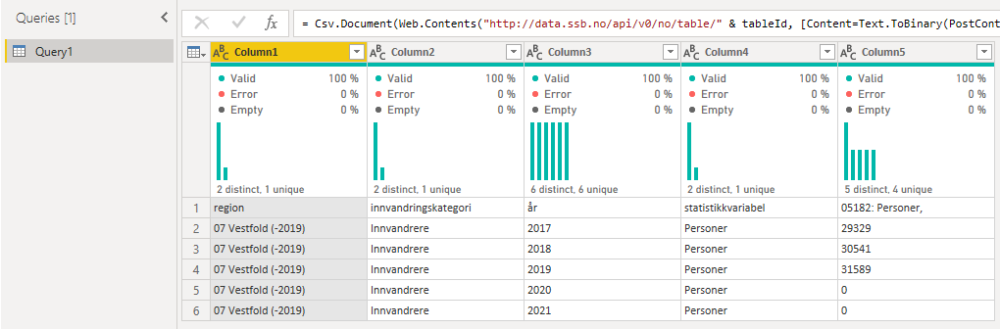 Queries [1]
= Csv.Document(Web.Contents("http://data.ssb.no/api/v0/no/table/" & tableId, [Content=Text.ToBinary(PostCont
Query1
ABC Column1 ABC Column2 ABC Column3 ABC Column4 ABC Column5
Valid 100 % Valid 100 % Valid 100 % Valid 100 % Valid 100 %
Error 0 % Error 0 % Error 0 % Error 0 % Error 0 %
Empty 0 % Empty 0 % Empty 0 % Empty 0 % Empty 0 %
2 distinct, 1 unique 2 distinct, 1 unique 6 distinct, 6 unique 2 distinct, 1 unique 5 distinct, 4 unique
1 region innvandringskategori år statistikkvariabel 05182: Personer,
2 07 Vestfold (-2019) Innvandrere 2017 Personer 29329
3 07 Vestfold (-2019) Innvandrere 2018 Personer 30541
4 07 Vestfold (-2019) Innvandrere 2019 Personer 31589
5 07 Vestfold (-2019) Innvandrere 2020 Personer 0
6 07 Vestfold (-2019) Innvandrere 2021 Personer 0